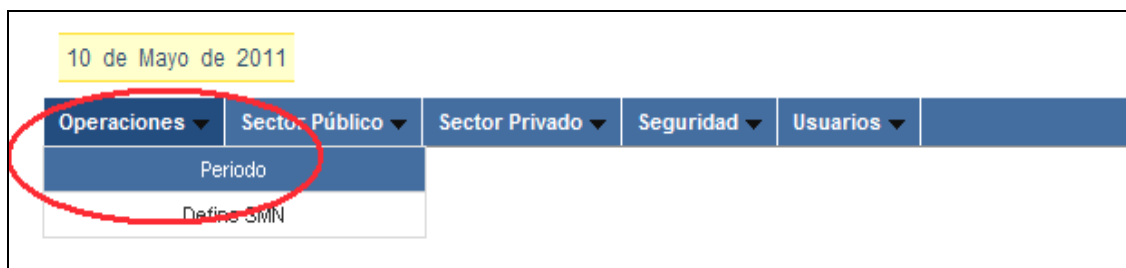 10 de Mayo de 2011
Operaciones Sector Público Sector Privado Seguridad Usuarios
Periodo
Define SMN